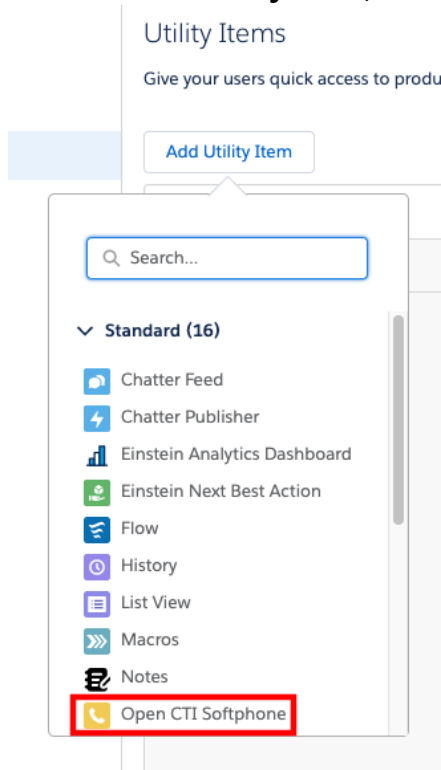 Utility Items
Give your users quick access to produ
Add Utility Item
Search...
Standard (16)
Chatter Feed
Chatter Publisher
Einstein Analytics Dashboard
Einstein Next Best Action
Flow
History
List View
Macros
Notes
Open CTI Softphone